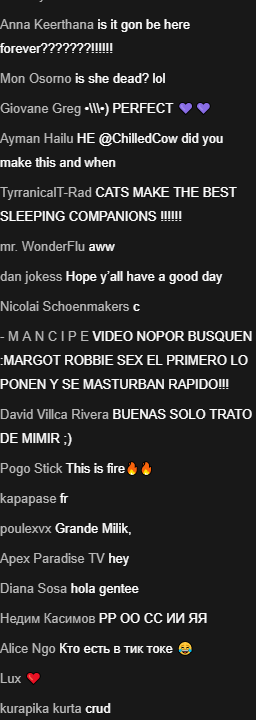 Anna Keerthana is it gon be here
forever???????!!!!!!
Mon Osorno is she dead? lol
Giovane Greg •\\\•) PERFECT 💜 💜
Ayman Hailu HE @ChilledCow did you
make this and when
TyrranicalT-Rad CATS MAKE THE BEST
SLEEPING COMPANIONS !!!!!!
mr. WonderFlu aww
dan jokess Hope y'all have a good day
Nicolai Schoenmakers c
- M A N C I P E VIDEO NOPOR BUSQUEN
:MARGOT ROBBIE SEX EL PRIMERO LO
PONEN Y SE MASTURBAN RAPIDO!!!
David Villca Rivera BUENAS SOLO TRATO
DE MIMIR ;)
Pogo Stick This is fire🔥🔥
kapapase fr
poulexvx Grande Milik,
Apex Paradise TV hey
Diana Sosa hola gentee
Недим Касимов РР ОО СС ИИ ЯЯ
Alice Ngo Кто есть в тик токе 😂
Lux ❤️
kurapika kurta crud